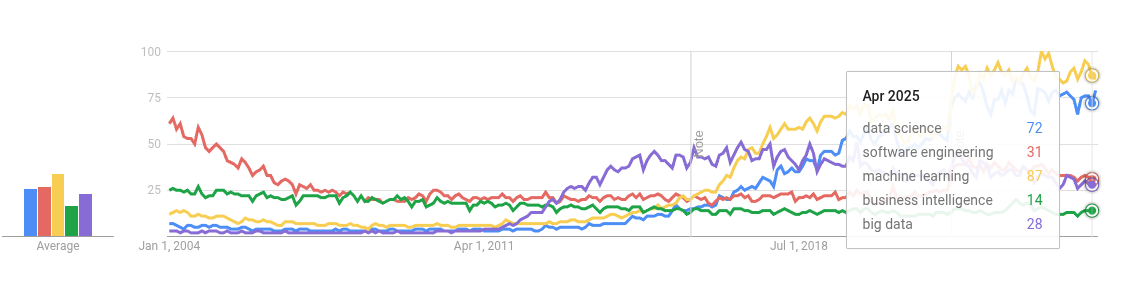 100
75
50
25
Note
Average
Jan 1, 2004
Apr 1, 2011
Jul 1, 2018
Apr 2025
data science 72
software engineering 31
machine learning 87
business intelligence 14
big data 28